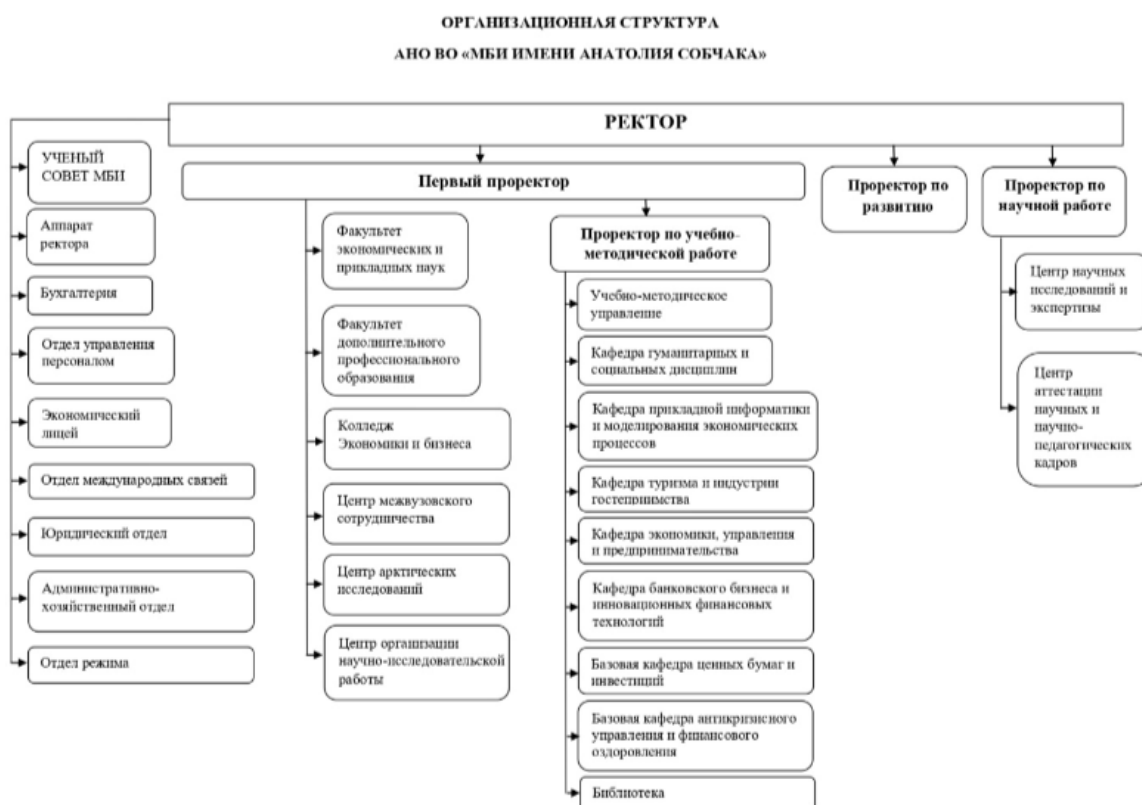 ОРГАНИЗАЦИОННАЯ СТРУКТУРА
АНО ВО «МБИ ИМЕНИ АНАТОЛИЯ СОБЧАКА»
РЕКТОР
УЧЕНЫЙ
СОВЕТ МБИ
Аппарат
ректора
Бухгалтерия
Отдел управления
персоналом
Экономический
лицей
Отдел международных связей
Юридический отдел
Административно-
хозяйственный отдел
Отдел режима
Первый проректор
Факультет
экономических и
прикладных наук
Факультет
дополнительного
профессионального
образования
Колледж
Экономики и бизнеса
Центр межвузовского
сотрудничества
Центр арктических
исследований
Центр организации
научно-исследовательской
работы
Проректор по учебно-
методической работе
Учебно-методическое
управление
Кафедра гуманитарных и
социальных дисциплин
Кафедра прикладной информатики
и моделирования экономических
процессов
Кафедра туризма и индустрии
гостеприимства
Кафедра экономики, управления
и предпринимательства
Кафедра банковского бизнеса и
инновационных финансовых
технологий
Базовая кафедра ценных бумаг и
инвестиций
Базовая кафедра антикризисного
управления и финансового
оздоровления
Библиотека
Проректор по
развитию
Проректор по
научной работе
Центр научных
исследований и
экспертизы
Центр
аттестации
научных и
научно-
педагогических
кадров